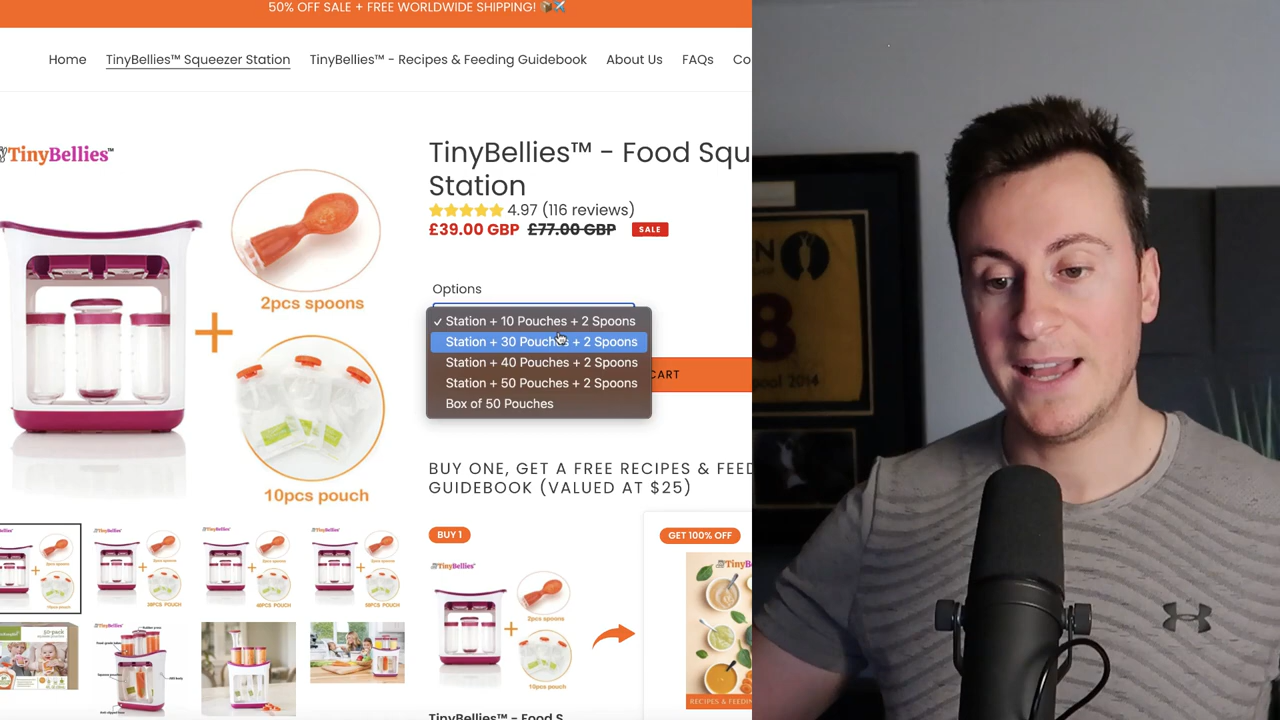 50% OFF SALE + FREE WORLDWIDE SHIPPING!
Home TinyBellies™ Squeezer Station TinyBellies™ - Recipes & Feeding Guidebook About Us FAQs Co
TinyBellies™
2pcs spoons
10pcs pouch
TinyBellies™ - Food Squ
Station
4.97 (116 reviews)
£39.00 GBP £77.00 GBP SALE
Options
✓ Station + 10 Pouches + 2 Spoons
Station + 30 Pouches + 2 Spoons
Station + 40 Pouches + 2 Spoons
Station + 50 Pouches + 2 Spoons
Box of 50 Pouches
CART
BUY ONE, GET A FREE RECIPES & FEED
GUIDEBOOK (VALUED AT $25)
BUY 1
GET 100% OFF
TinyBellies™
2pcs spoons
10pcs pouch
RECIPES & FEEDING
TinyBellies™ - Food S
2014